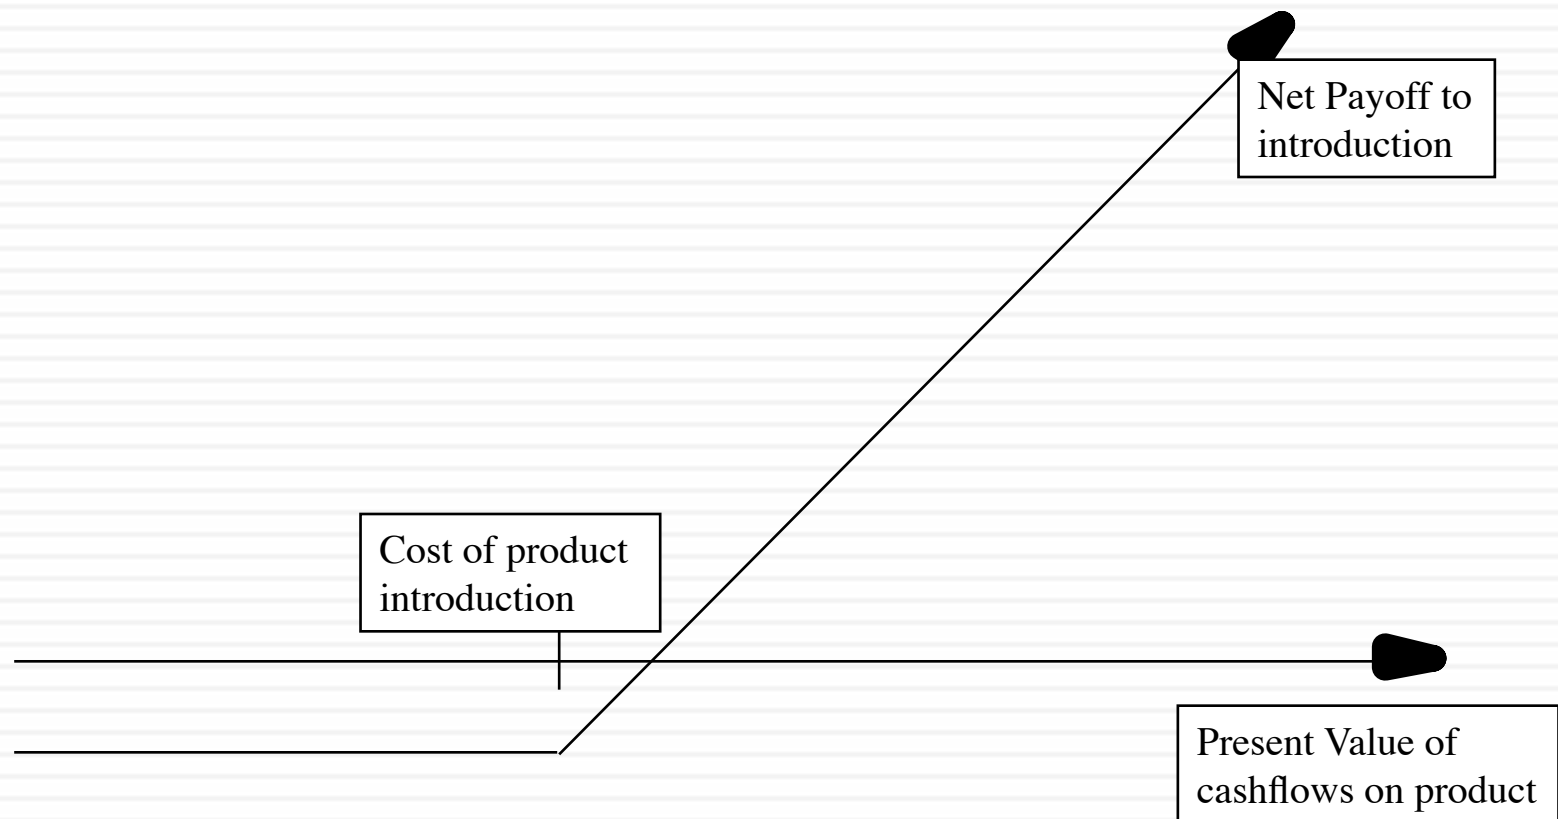 Net Payoff to
introduction
Cost of product
introduction
Present Value of
cashflows on product